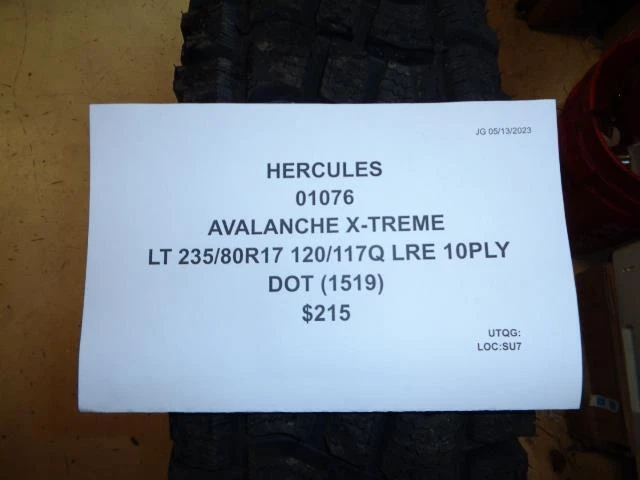 JG 05/13/2023
HERCULES
01076
AVALANCHE X-TREME
LT 235/80R17 120/117Q LRE 10PLY
DOT (1519)
$215
UTQG:
LOC:SU7